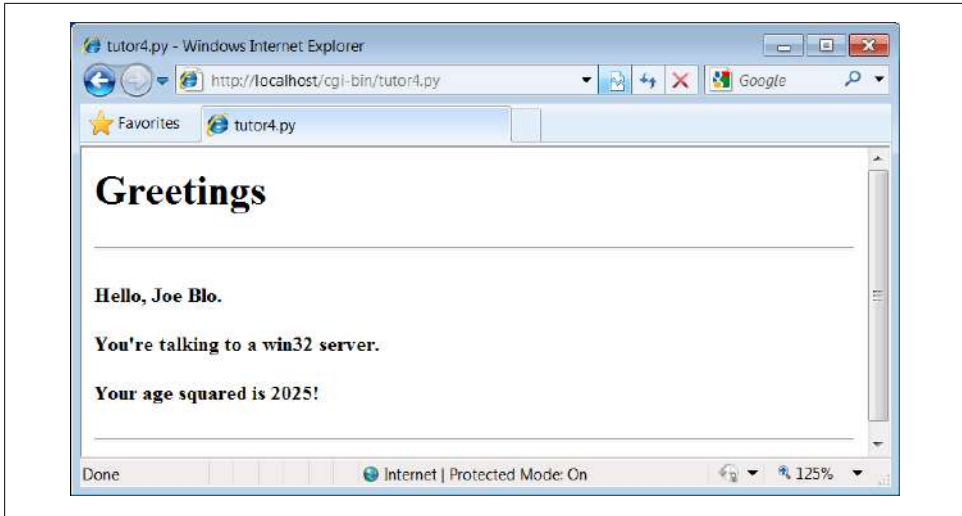 tutor4.py - Windows Internet Explorer
http://localhost/cgi-bin/tutor4.py
Google
Favorites
tutor4.py
Greetings
Hello, Joe Blo.
You're talking to a win32 server.
Your age squared is 2025!
Done
Internet | Protected Mode: On
125%